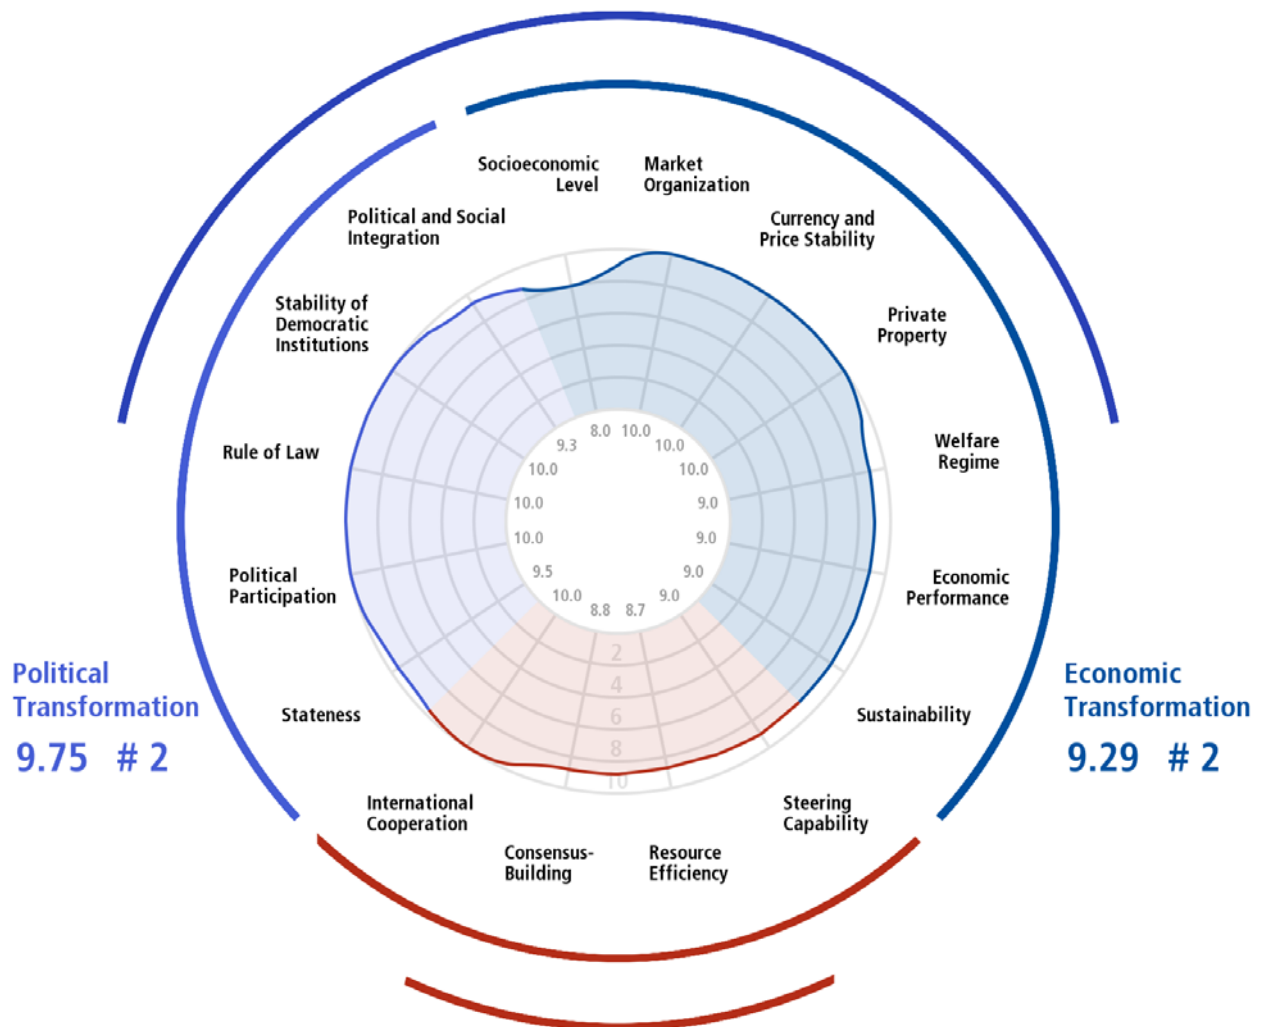 Socioeconomic
Level
Market
Organization
Political and Social
Integration
Currency and
Price Stability
Stability of
Democratic
Institutions
Private
Property
Rule of Law
Welfare
Regime
Political
Participation
Economic
Performance
Stateness
Sustainability
International
Cooperation
Steering
Capability
Consensus-
Building
Resource
Efficiency
9.3
8.0
10.0
10.0
10.0
10.0
10.0
9.0
10.0
9.0
9.5
9.0
10.0
8.8
8.7
9.0
2
4
6
8
10
Political
Transformation
9.75 # 2
Economic
Transformation
9.29 # 2